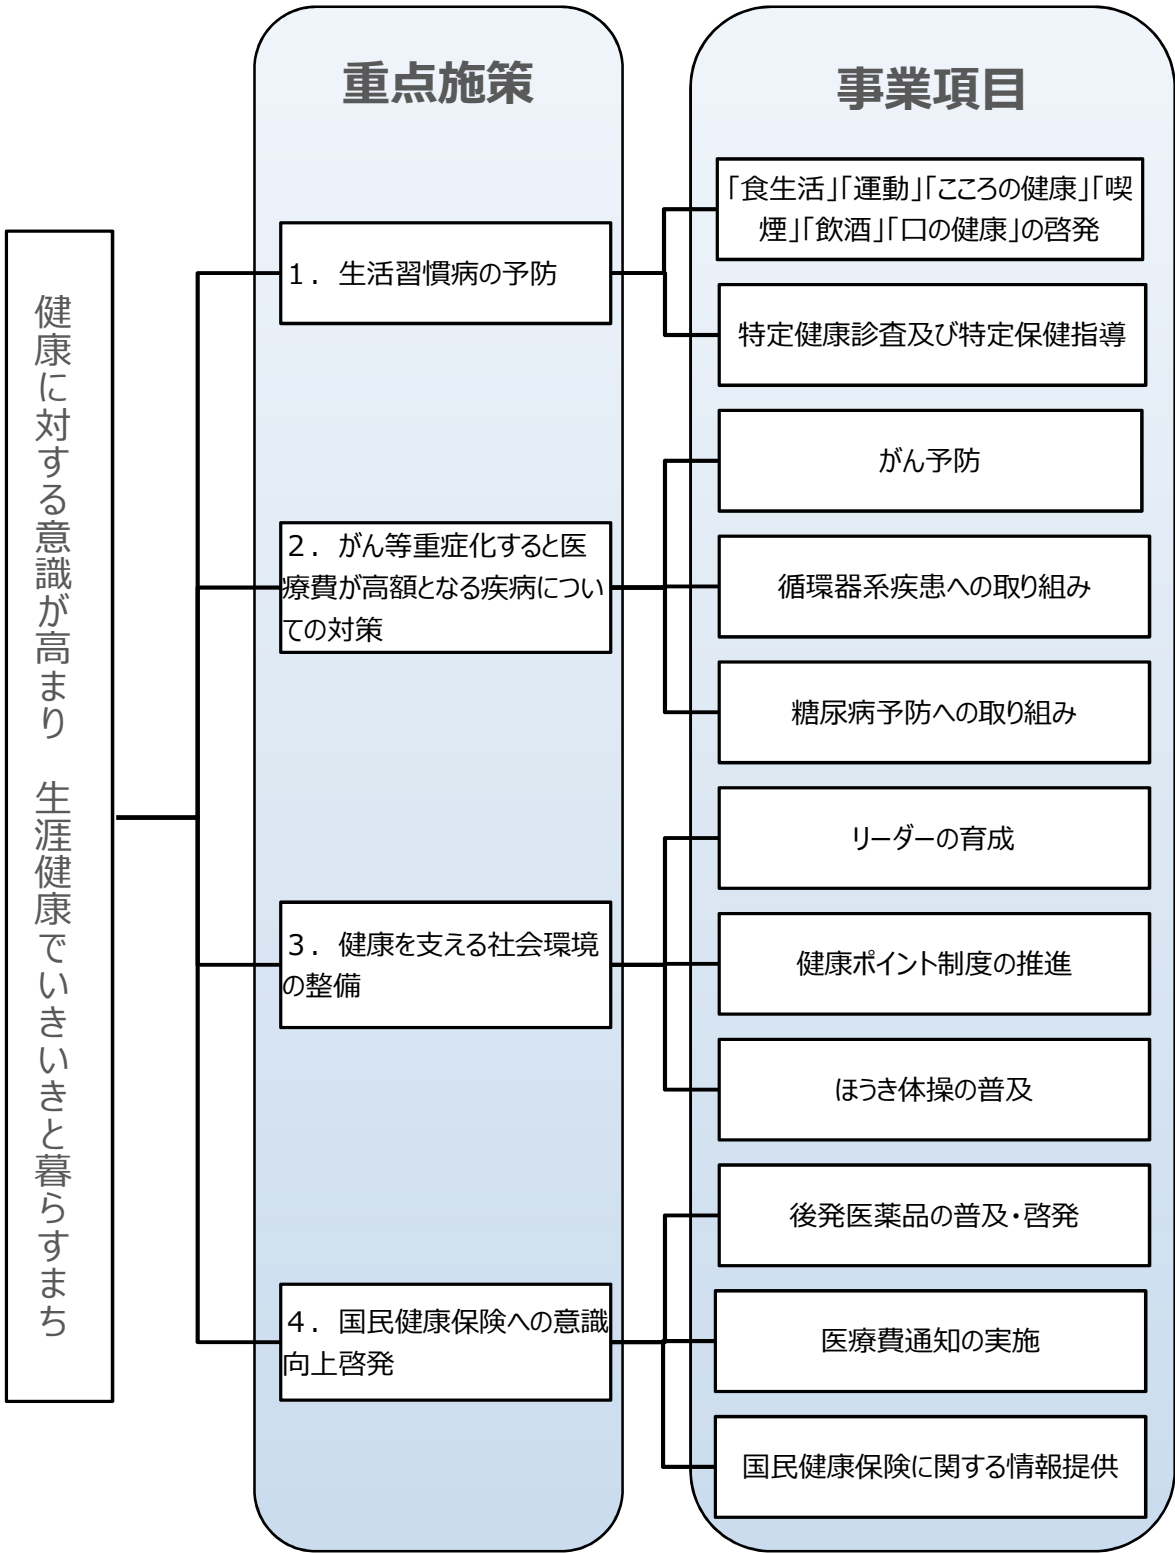 健康に対する意識が高まり　生涯健康でいきいきと暮らすまち
重点施策
1．生活習慣病の予防
2．がん等重症化すると医
療費が高額となる疾病につい
ての対策
3．健康を支える社会環境
の整備
4．国民健康保険への意識
向上啓発
事業項目
「食生活」「運動」「こころの健康」「喫
煙」「飲酒」「口の健康」の啓発
特定健康診査及び特定保健指導
がん予防
循環器系疾患への取り組み
糖尿病予防への取り組み
リーダーの育成
健康ポイント制度の推進
ほうき体操の普及
後発医薬品の普及・啓発
医療費通知の実施
国民健康保険に関する情報提供